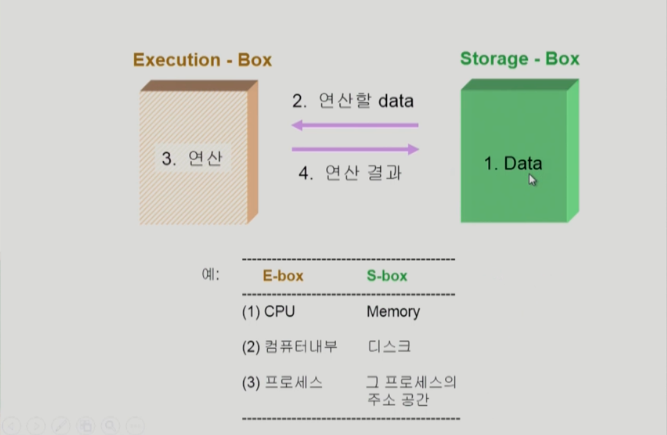 Execution - Box
Storage - Box
2. 연산할 data
3. 연산
4. 연산 결과
1. Data
예:
E-box S-box
(1) CPU Memory
(2) 컴퓨터내부 디스크
(3) 프로세스 그 프로세스의
주소 공간